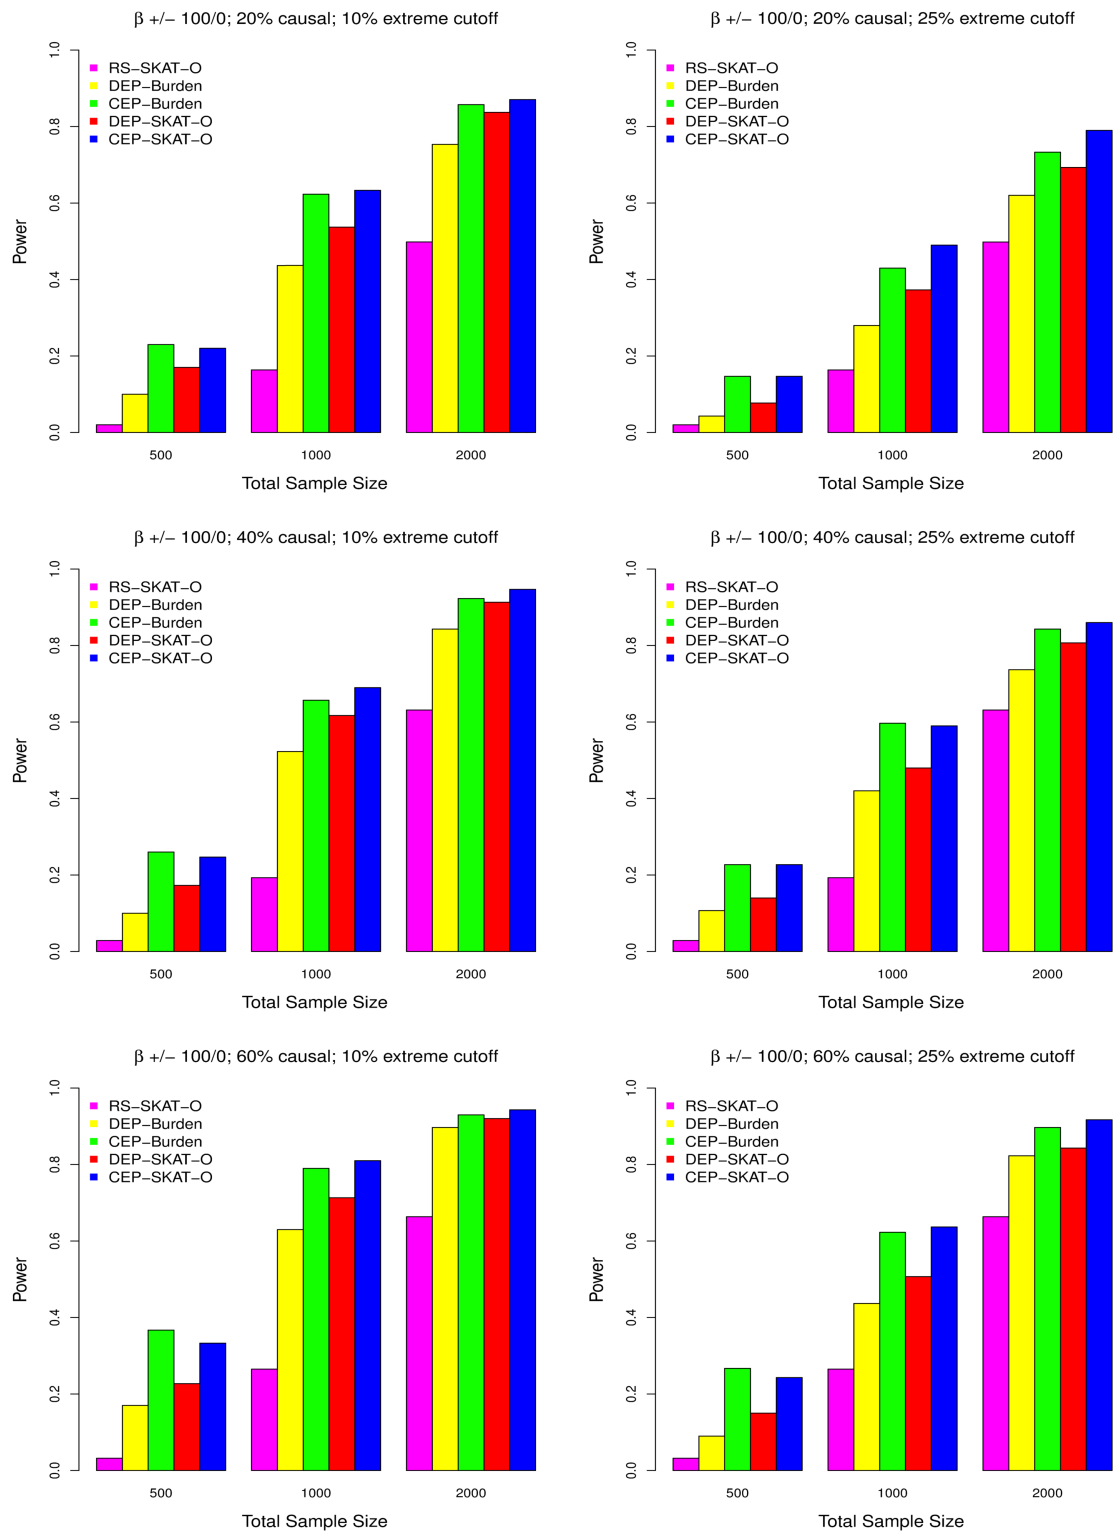 β +/− 100/0; 20% causal; 10% extreme cutoff
1.0
0.8
0.6
0.4
0.2
0.0
Power
RS−SKAT−O
DEP−Burden
CEP−Burden
DEP−SKAT−O
CEP−SKAT−O
500 1000 2000
Total Sample Size
β +/− 100/0; 20% causal; 25% extreme cutoff
1.0
0.8
0.6
0.4
0.2
0.0
Power
RS−SKAT−O
DEP−Burden
CEP−Burden
DEP−SKAT−O
CEP−SKAT−O
500 1000 2000
Total Sample Size
β +/− 100/0; 40% causal; 10% extreme cutoff
1.0
0.8
0.6
0.4
0.2
0.0
Power
RS−SKAT−O
DEP−Burden
CEP−Burden
DEP−SKAT−O
CEP−SKAT−O
500 1000 2000
Total Sample Size
β +/− 100/0; 40% causal; 25% extreme cutoff
1.0
0.8
0.6
0.4
0.2
0.0
Power
RS−SKAT−O
DEP−Burden
CEP−Burden
DEP−SKAT−O
CEP−SKAT−O
500 1000 2000
Total Sample Size
β +/− 100/0; 60% causal; 10% extreme cutoff
1.0
0.8
0.6
0.4
0.2
0.0
Power
RS−SKAT−O
DEP−Burden
CEP−Burden
DEP−SKAT−O
CEP−SKAT−O
500 1000 2000
Total Sample Size
β +/− 100/0; 60% causal; 25% extreme cutoff
1.0
0.8
0.6
0.4
0.2
0.0
Power
RS−SKAT−O
DEP−Burden
CEP−Burden
DEP−SKAT−O
CEP−SKAT−O
500 1000 2000
Total Sample Size